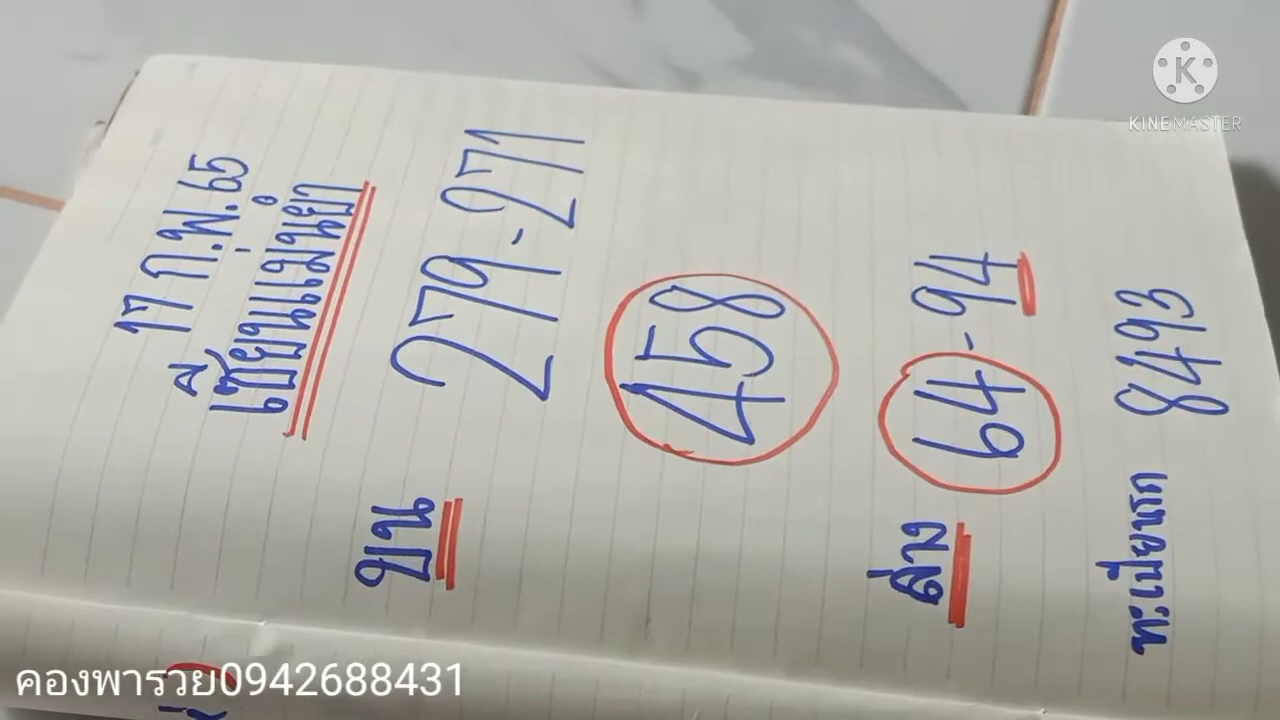 17 ก.พ.65
เซียนแม่นยำ
บน 279-271
458
ล่าง 64-94
ทะเบียนรถ 8493
คองพารวย0942688431
KINEMASTER